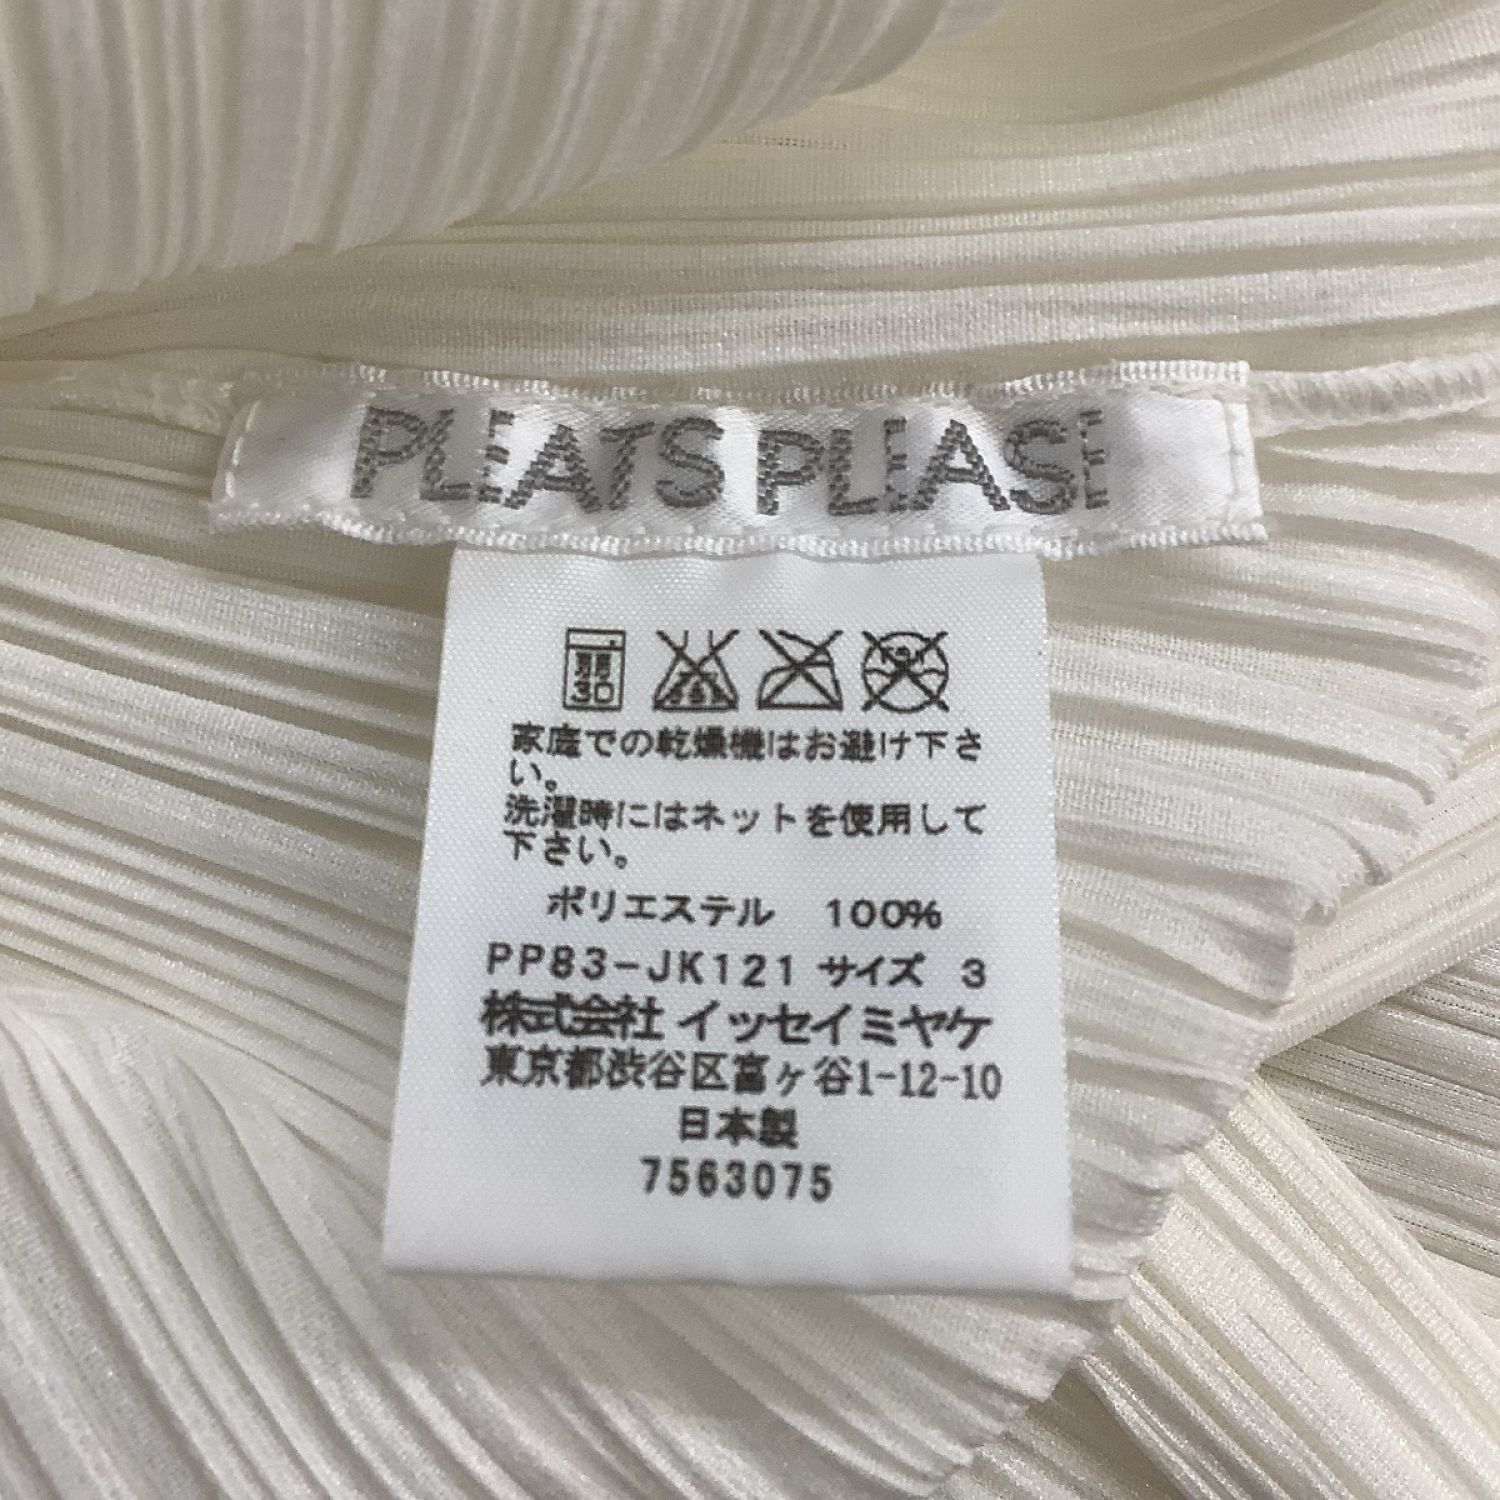 PLEATS PLEASE
弱
30
家庭での乾燥機はお避け下さ
い。
洗濯時にはネットを使用して
下さい。
ポリエステル 100%
PP83-JK121 サイズ 3
株式会社 イッセイミヤケ
東京都渋谷区富ヶ谷1-12-10
日本製
7563075